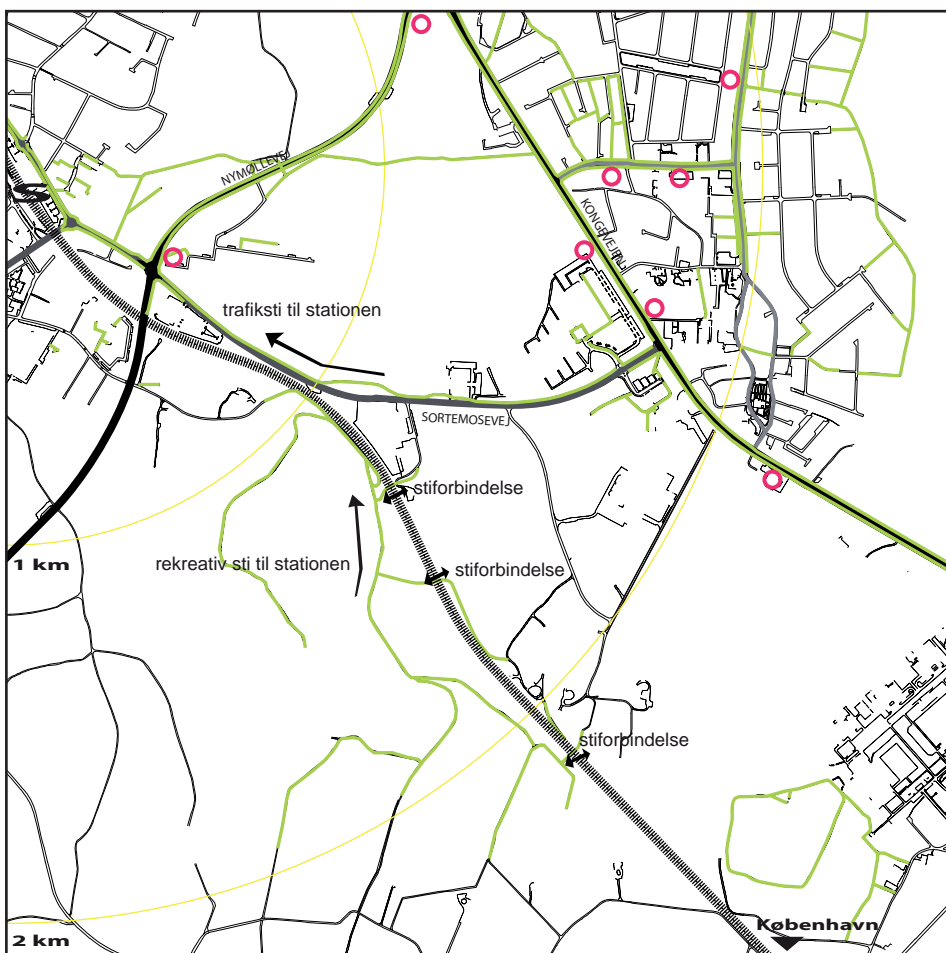 NYMØLLEVEJ
S
KONGEVEJEN
trafiksti til stationen
SORTEMOSEVEJ
stiforbindelse
1 km
rekreativ sti til stationen
stiforbindelse
stiforbindelse
København
2 km